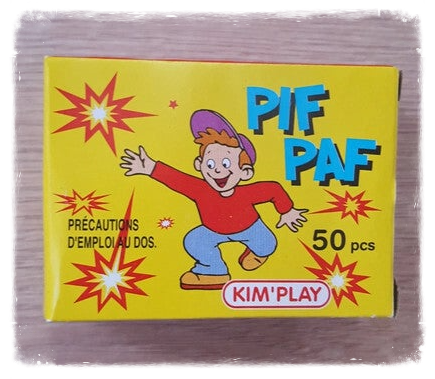 PIF
PAF
PRÉCAUTIONS
D'EMPLOI AU DOS.
50 pcs
KIM'PLAY